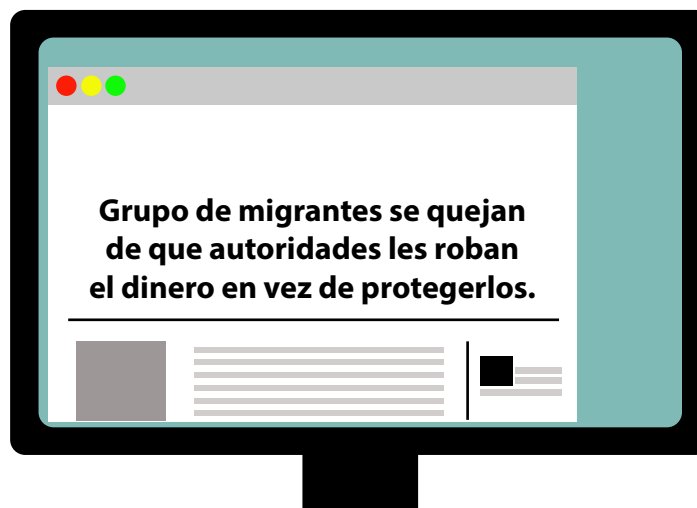 Grupo de migrantes se quejan
de que autoridades les roban
el dinero en vez de protegerlos.